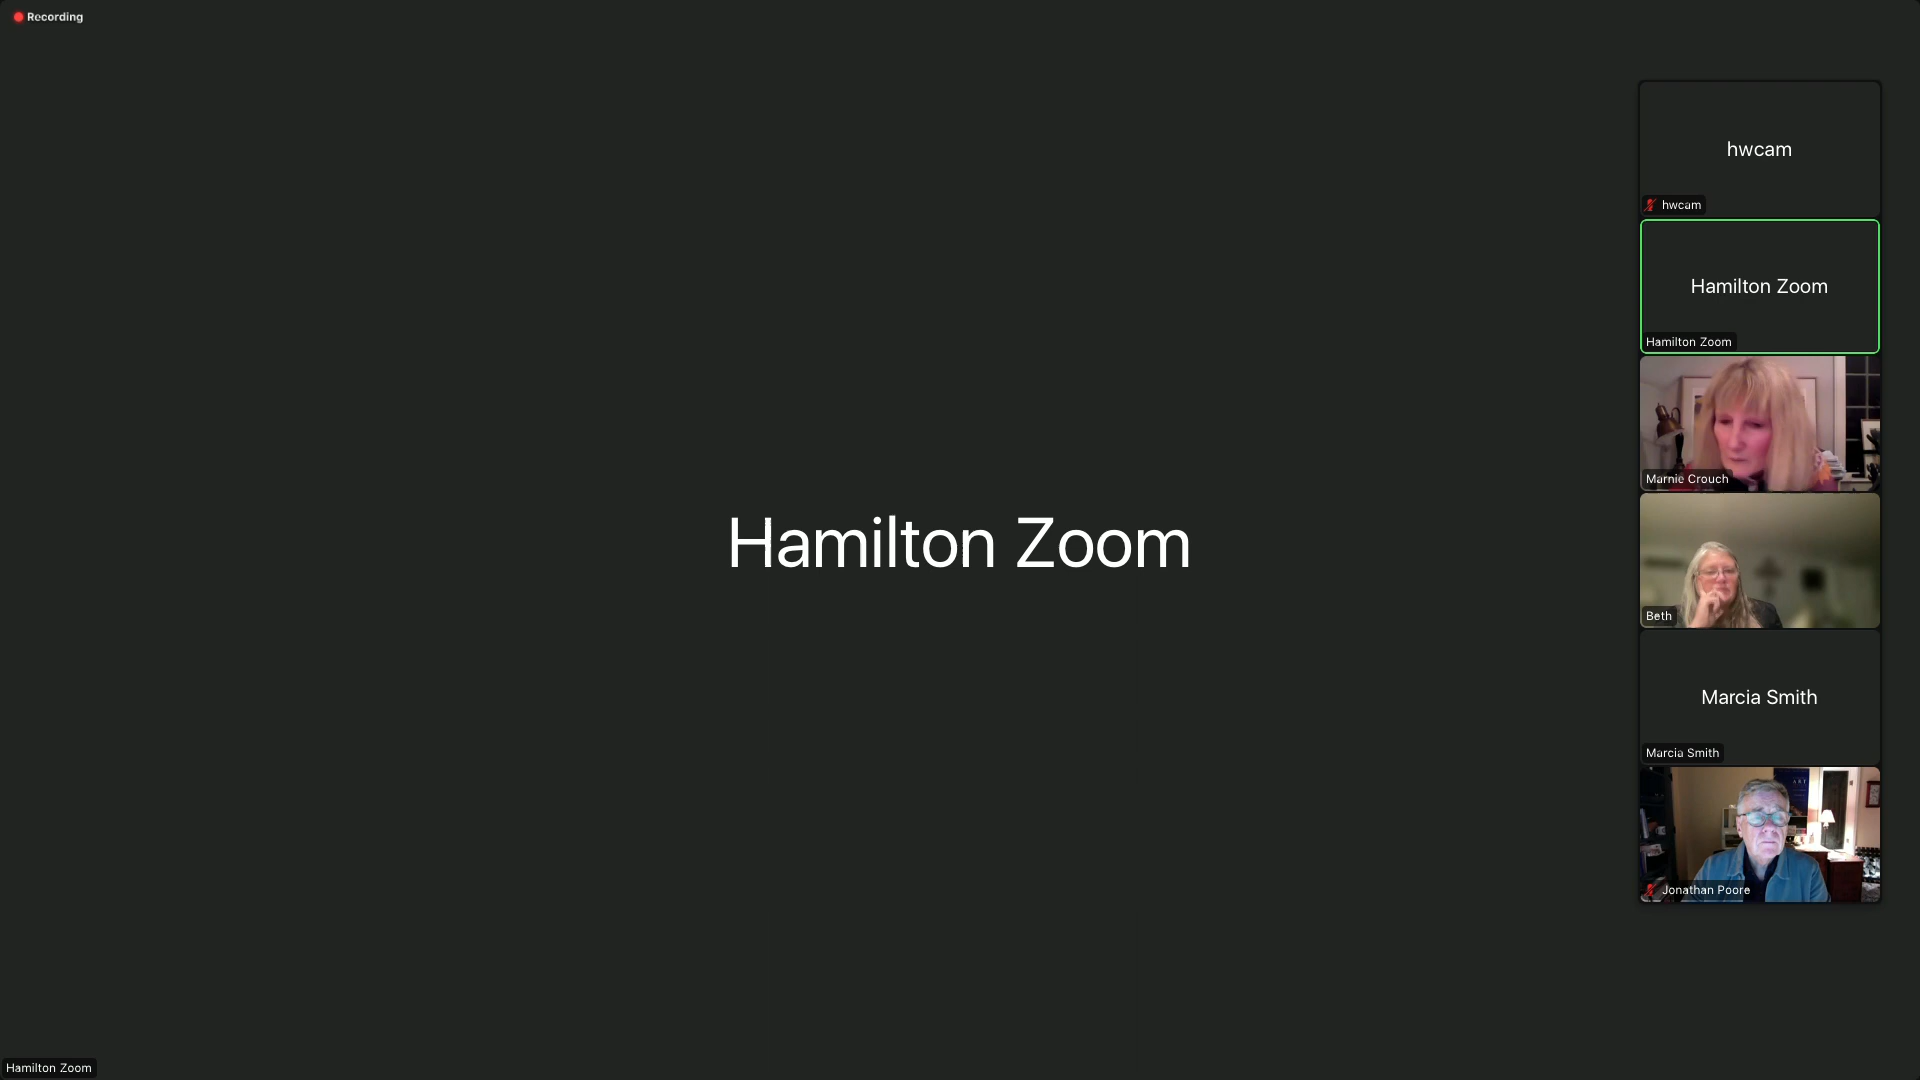 Recording
hwcam
hwcam
Hamilton Zoom
Hamilton Zoom
Marnie Crouch
Beth
Marcia Smith
Marcia Smith
ART
Jonathan Poore
Hamilton Zoom
Hamilton Zoom